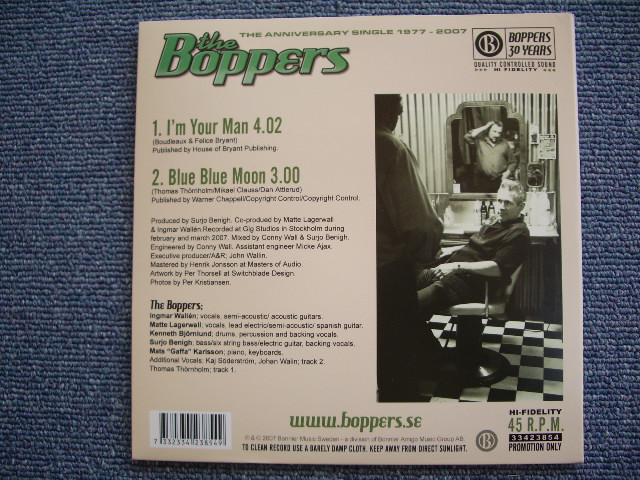 THE ANNIVERSARY SINGLE 1977 - 2007
the Boppers
B
BOPPERS
30 YEARS
QUALITY CONTROLLED SOUND
HI FIDELITY
1. I'm Your Man 4.02
(Boudleaux & Felice Bryant)
Published by House of Bryant Publishing.
2. Blue Blue Moon 3.00
(Thomas Thörnholm/Mikael Clauss/Dan Attlerud)
Published by Warner Chappell/Copyright Control/Copyright Control.
Produced by Surjo Benigh. Co-produced by Matte Lagerwall
& Ingmar Wallén Recorded at Gig Studios in Stockholm during
february and march 2007. Mixed by Conny Wall & Surjo Benigh.
Engineered by Conny Wall. Assistant engineer Micke Ajax.
Executive producer/A&R; John Wallin.
Mastered by Henrik Jonsson at Masters of Audio.
Artwork by Per Thorsell at Switchblade Design.
Photos by Per Kristiansen.
The Boppers;
Ingmar Wallén; vocals, semi-acoustic/ acoustic guitars.
Matte Lagerwall; vocals, lead electric/semi-acoustic/ spanish guitar.
Kenneth Björnlund; drums, percussion and backing vocals.
Surjo Benigh; bass/six string bass/electric guitar, backing vocals.
Mats "Gaffa" Karlsson; piano, keyboards.
Additional Vocals: Kaj Söderström, Johan Walin; track 2.
Thomas Thörnholm; track 1.
www.boppers.se
7 332334 238549
℗ & © 2007 Bonnier Music Sweden - a division of Bonnier Amigo Music Group AB.
TO CLEAN RECORD USE A BARELY DAMP CLOTH. KEEP AWAY FROM DIRECT SUNLIGHT.
B
HI-FIDELITY
45 R.P.M.
33423854
PROMOTION ONLY